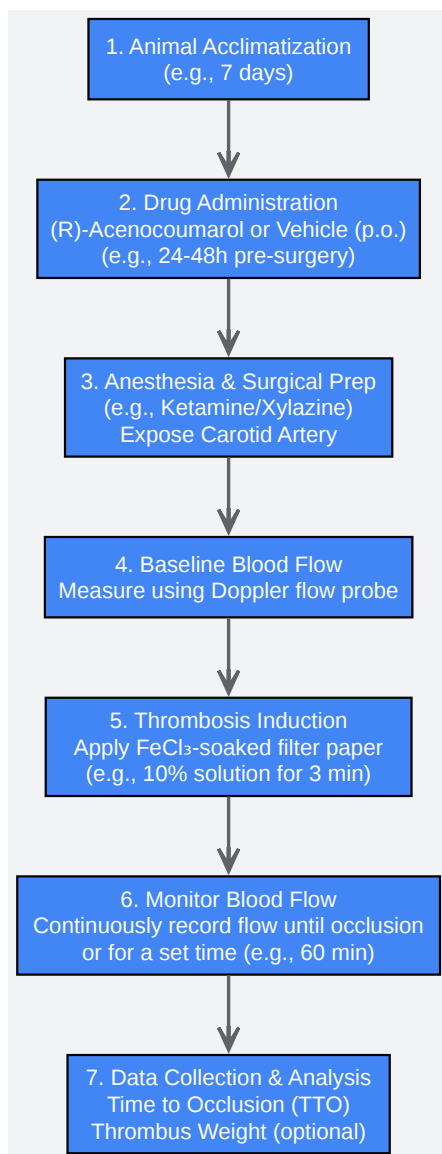 1. Animal Acclimatization
(e.g., 7 days)
2. Drug Administration
(R)-Acenocoumarol or Vehicle (p.o.)
(e.g., 24-48h pre-surgery)
3. Anesthesia & Surgical Prep
(e.g., Ketamine/Xylazine)
Expose Carotid Artery
4. Baseline Blood Flow
Measure using Doppler flow probe
5. Thrombosis Induction
Apply FeCl₃-soaked filter paper
(e.g., 10% solution for 3 min)
6. Monitor Blood Flow
Continuously record flow until occlusion
or for a set time (e.g., 60 min)
7. Data Collection & Analysis
Time to Occlusion (TTO)
Thrombus Weight (optional)